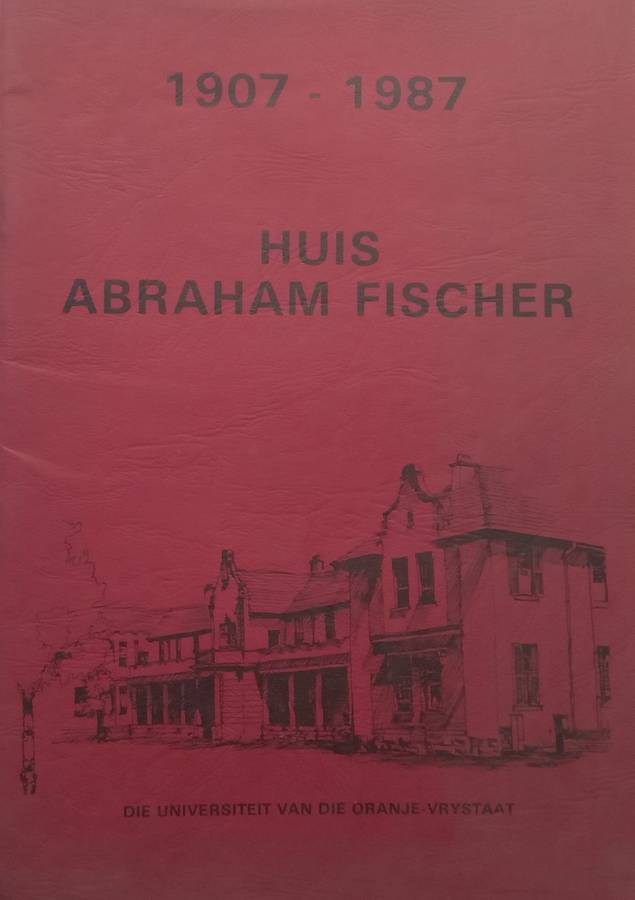 1907 - 1987
HUIS
ABRAHAM FISCHER
DIE UNIVERSITEIT VAN DIE ORANJE-VRYSTAAT